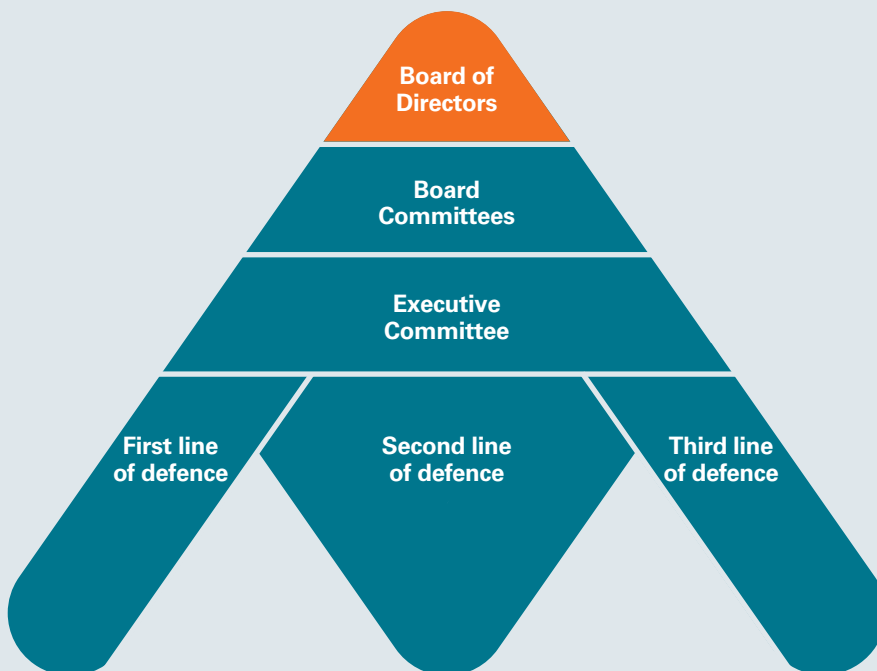 Board of
Directors
Board
Committees
Executive
Committee
First line
of defence
Second line
of defence
Third line
of defence